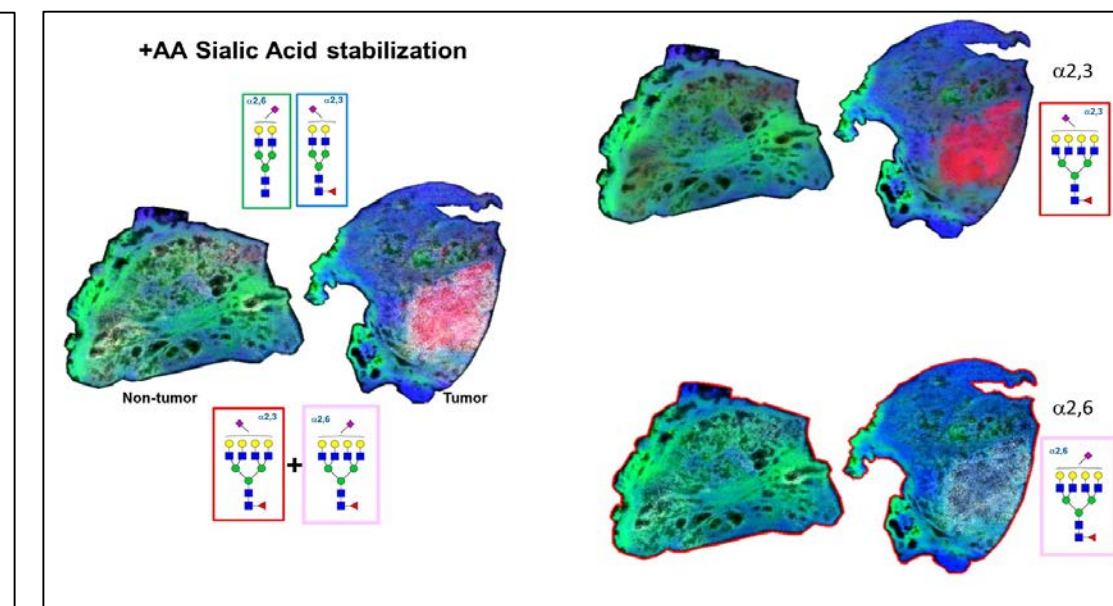 +AA Sialic Acid stabilization
α2,6
α2,3
Non-tumor
Tumor
α2,3
+
α2,6
α2,3
α2,3
α2,6
α2,6